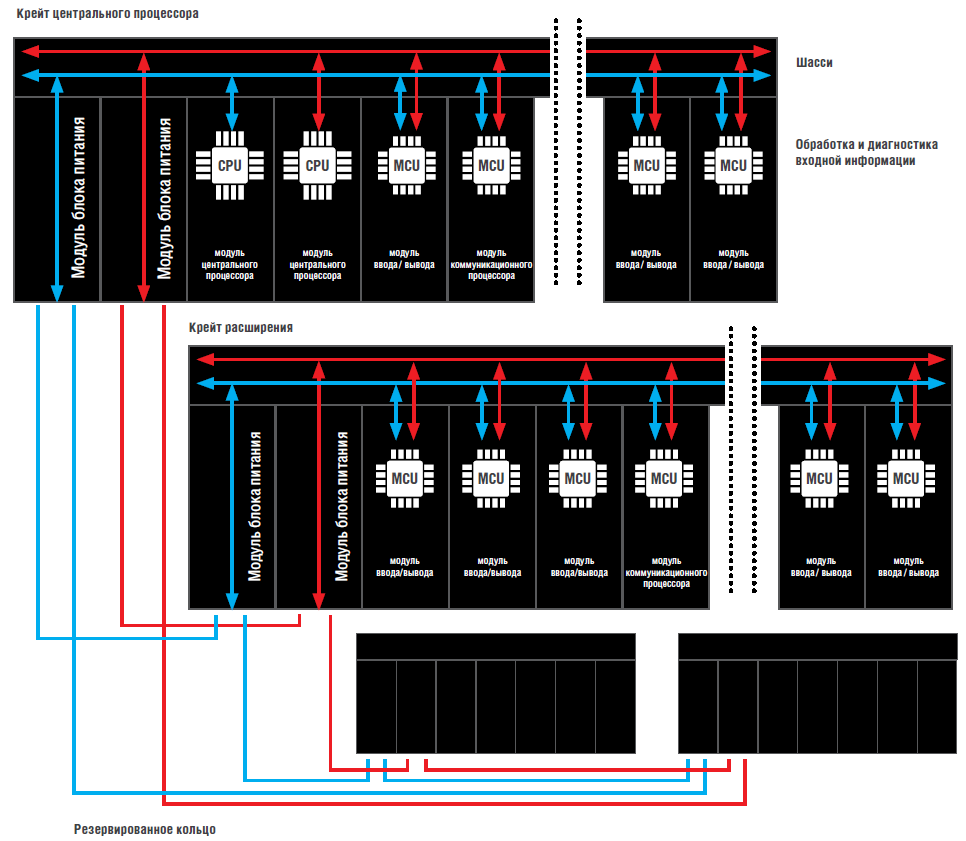 Крейт центрального процессора
Шасси
Обработка и диагностика
входной информации
Модуль блока питания
Модуль блока питания
CPU
CPU
MCU
MCU
MCU
MCU
модуль
центрального
процессора
модуль
центрального
процессора
модуль
ввода / вывода
модуль
коммуникационного
процессора
модуль
ввода / вывода
модуль
ввода / вывода
Крейт расширения
Модуль блока питания
Модуль блока питания
MCU
MCU
MCU
MCU
MCU
MCU
модуль
ввода/вывода
модуль
ввода/вывода
модуль
ввода/вывода
модуль
коммуникационного
процессора
модуль
ввода / вывода
модуль
ввода / вывода
Резервированное кольцо